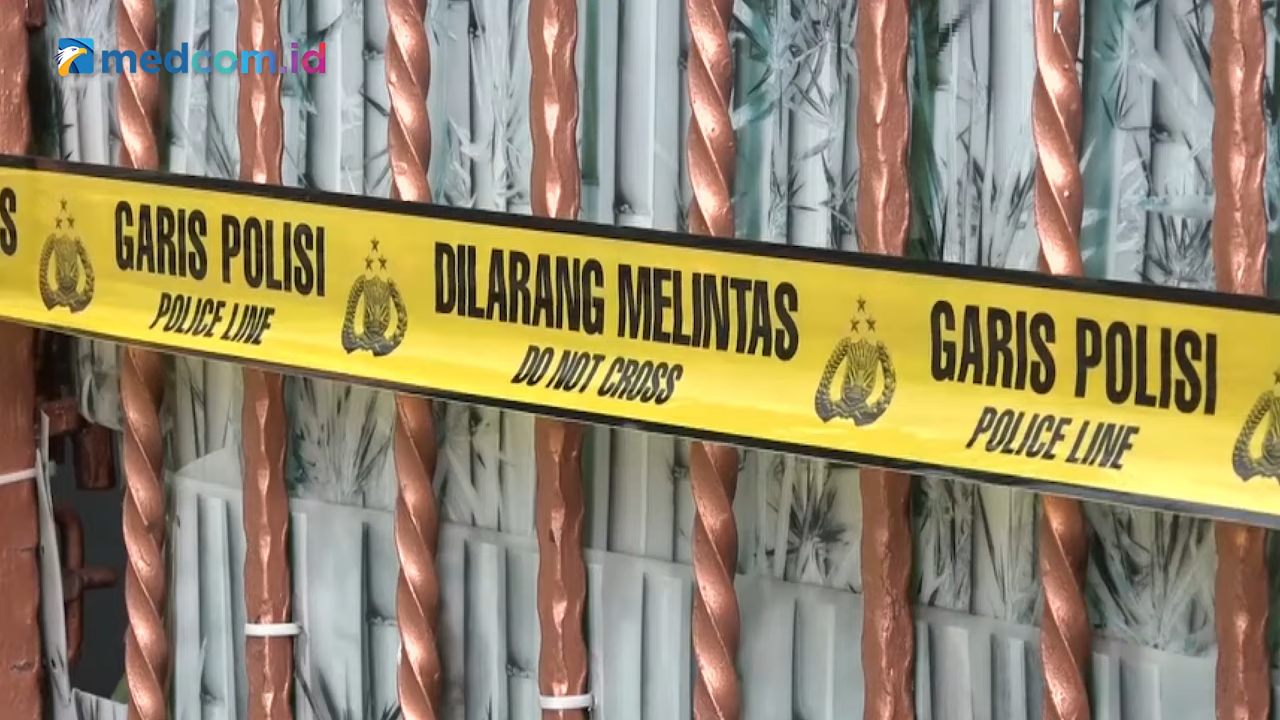 medcom.id
S
GARIS POLISI
POLICE LINE
DILARANG MELINTAS
DO NOT CROSS
GARIS POLISI
POLICE LINE